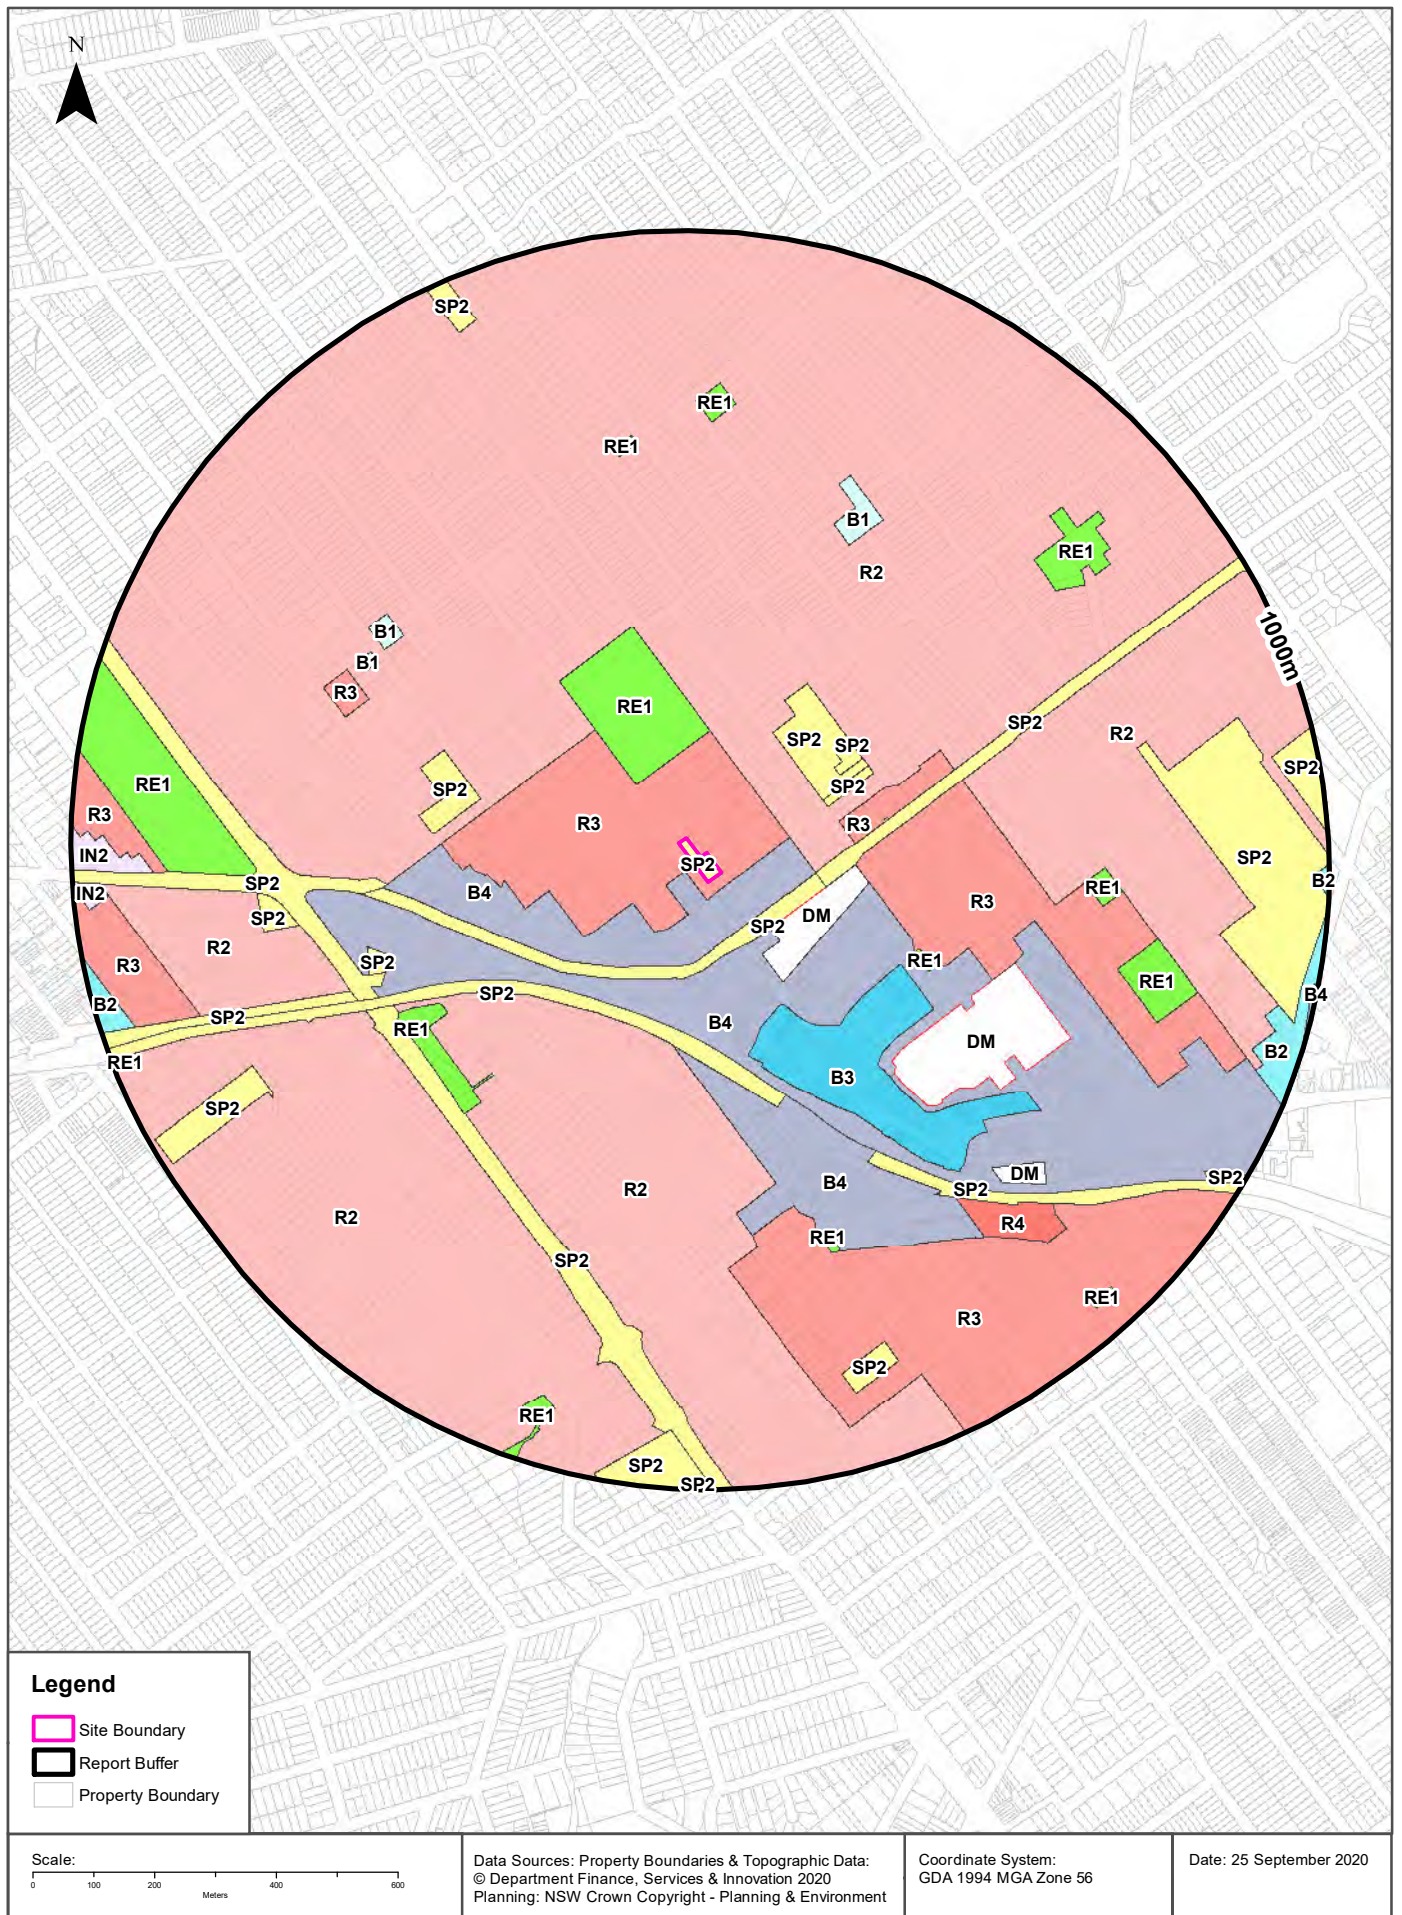 N
SP2
RE1
RE1
B1
RE1
R2
B1
1000m
B1
R3
RE1
SP2
R2
SP2
SP2
SP2
RE1
SP2
SP2
R3
R3
R3
IN2
SP2
SP2
B2
SP2
RE1
IN2
B4
R3
SP2
DM
SP2
R2
SP2
RE1
R3
SP2
RE1
SP2
B4
B2
SP2
B4
RE1
DM
B2
RE1
B3
SP2
DM
SP2
B4
SP2
R2
R2
R4
RE1
SP2
RE1
R3
SP2
RE1
SP2
SP2
Legend
Site Boundary
Report Buffer
Property Boundary
Scale:
0 100 200 400 600
Meters
Data Sources: Property Boundaries & Topographic Data:
© Department Finance, Services & Innovation 2020
Planning: NSW Crown Copyright - Planning & Environment
Coordinate System:
GDA 1994 MGA Zone 56
Date: 25 September 2020